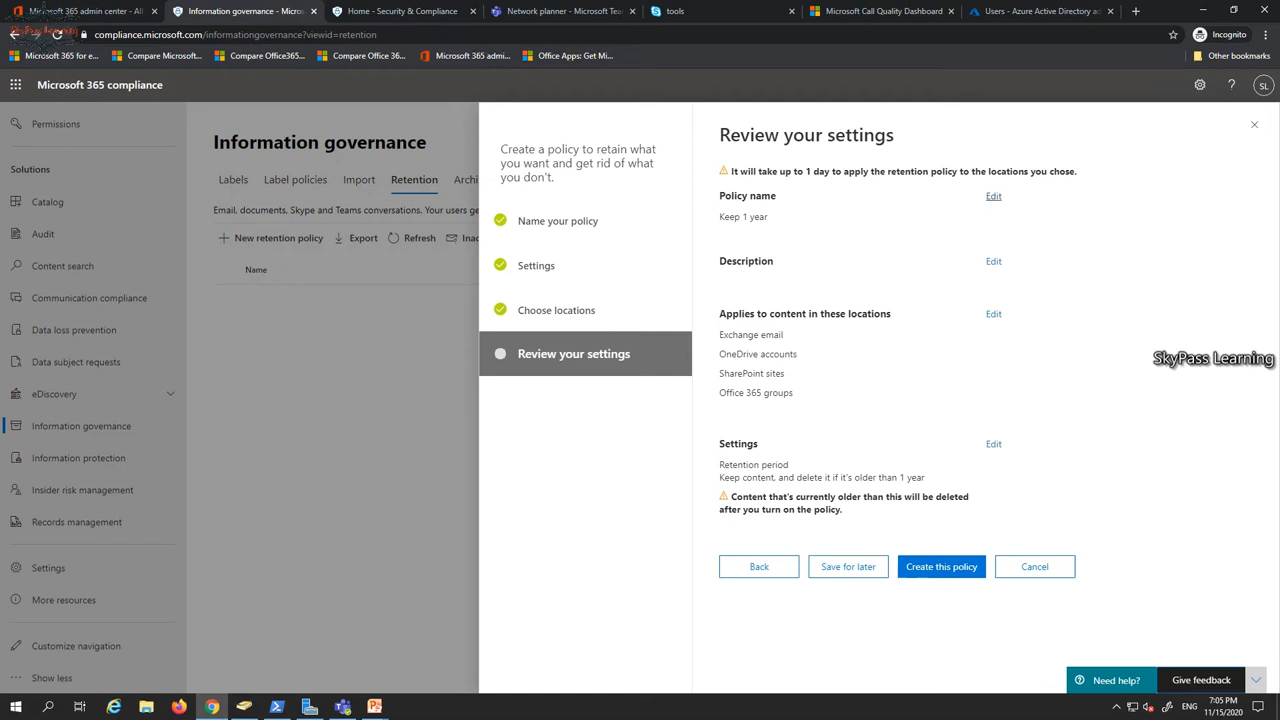 Microsoft 365 admin center - Al
Information governance - Micros
Home - Security & Compliance
Network planner - Microsoft Tea
tools
Microsoft Call Quality Dashboard
Users - Azure Active Directory ad
compliance.microsoft.com/informationgovernance?viewid=retention
Incognito
Microsoft 365 for e...
Compare Microsoft...
Compare Office365...
Compare Office 36...
Microsoft 365 admi...
Office Apps: Get Mi...
Other bookmarks
Microsoft 365 compliance
SL
Permissions
Solutions
Catalog
Audit
Content search
Communication compliance
Data loss prevention
Data subject requests
eDiscovery
Information governance
Information protection
Insider risk management
Records management
Settings
More resources
Customize navigation
Show less
Information governance
Labels
Label policies
Import
Retention
Archi
Email, documents, Skype and Teams conversations. Your users ge
New retention policy
Export
Refresh
Inac
Name
Create a policy to retain what
you want and get rid of what
you don't.
Name your policy
Settings
Choose locations
Review your settings
Review your settings
It will take up to 1 day to apply the retention policy to the locations you chose.
Policy name
Edit
Keep 1 year
Description
Edit
Applies to content in these locations
Edit
Exchange email
OneDrive accounts
SharePoint sites
Office 365 groups
Settings
Edit
Retention period
Keep content, and delete it if it's older than 1 year
Content that's currently older than this will be deleted
after you turn on the policy.
Back
Save for later
Create this policy
Cancel
SkyPass Learning
Need help?
Give feedback
ENG
7:05 PM
11/15/2020